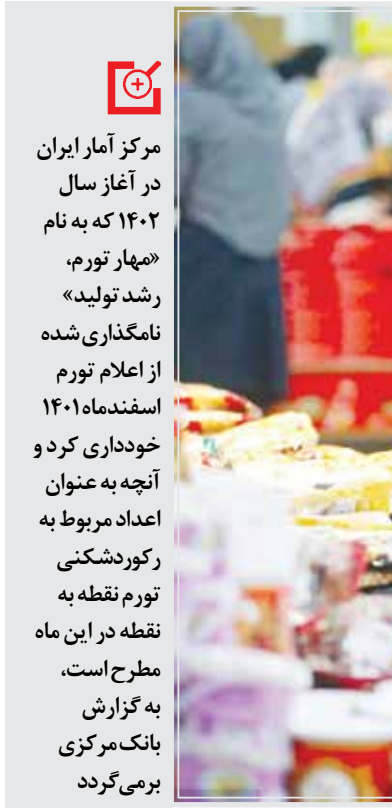 مرکز آمار ایران
در آغاز سال
۱۴۰۲ که به نام
«مهار تورم،
رشد تولید»
نامگذاری شده
از اعلام تورم
اسفندماه ۱۴۰۱
خودداری کرد و
آنچه به عنوان
اعداد مربوط به
رکوردشکنی
تورم نقطه به
نقطه در این ماه
مطرح است،
به گزارش
بانک مرکزی
برمی‌گردد